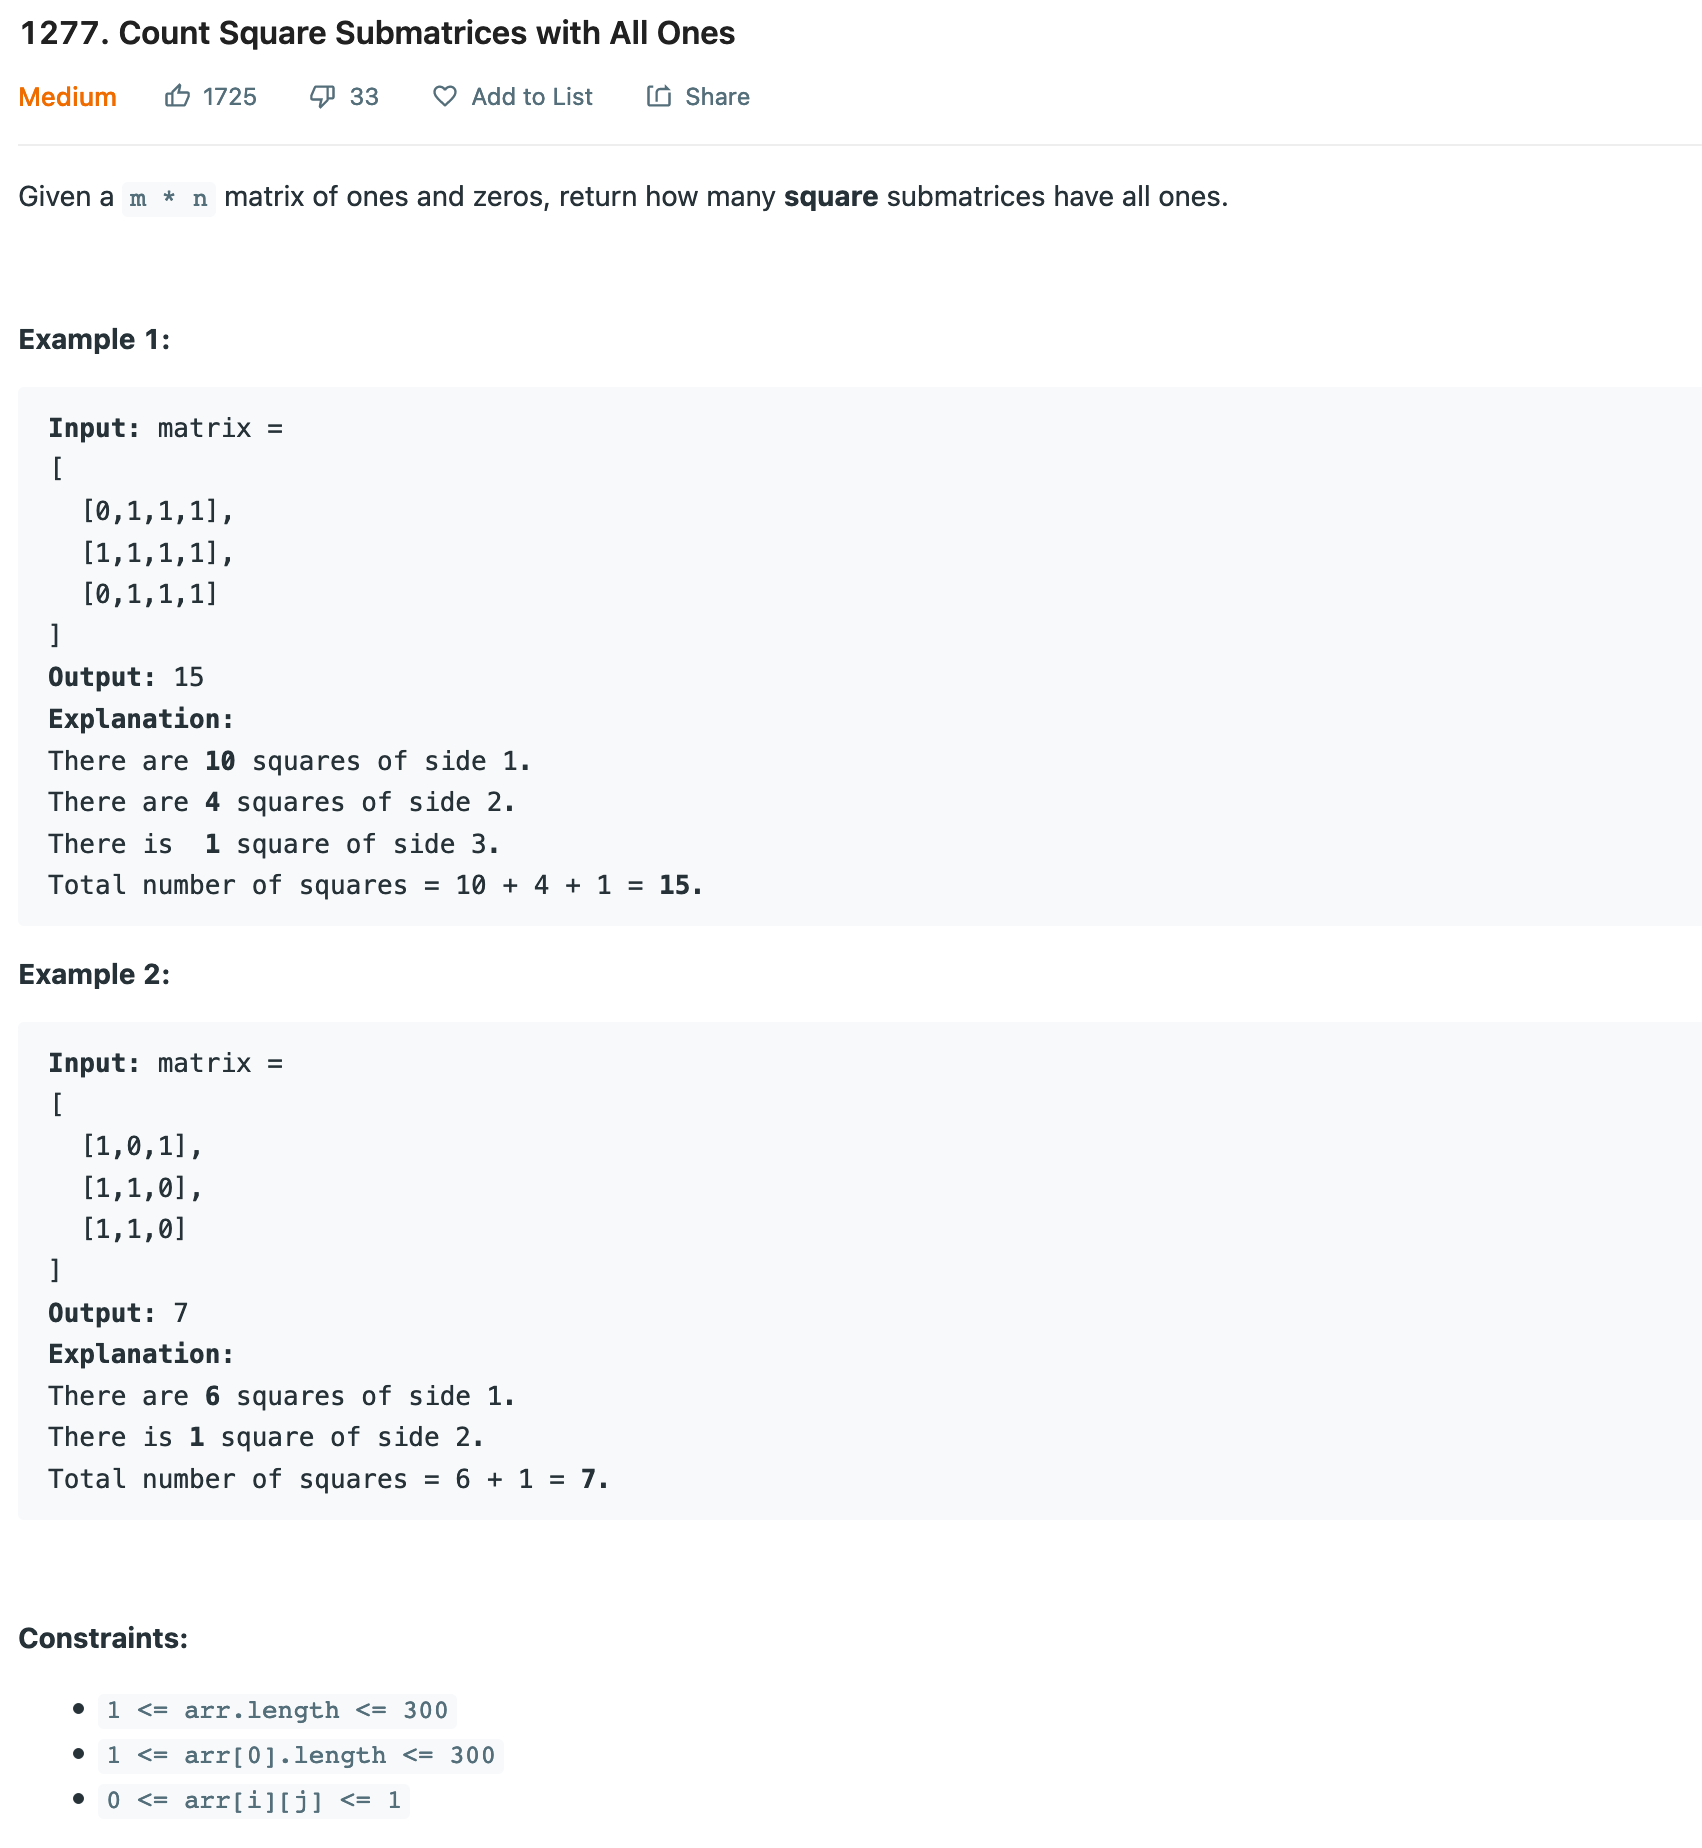 1277. Count Square Submatrices with All Ones
Medium 1725 33 Add to List Share
Given a m * n matrix of ones and zeros, return how many square submatrices have all ones.
Example 1:
Input: matrix =
[
  [0,1,1,1],
  [1,1,1,1],
  [0,1,1,1]
]
Output: 15
Explanation:
There are 10 squares of side 1.
There are 4 squares of side 2.
There is  1 square of side 3.
Total number of squares = 10 + 4 + 1 = 15.
Example 2:
Input: matrix =
[
  [1,0,1],
  [1,1,0],
  [1,1,0]
]
Output: 7
Explanation:
There are 6 squares of side 1.
There is 1 square of side 2.
Total number of squares = 6 + 1 = 7.
Constraints:
• 1 <= arr.length <= 300
• 1 <= arr[0].length <= 300
• 0 <= arr[i][j] <= 1